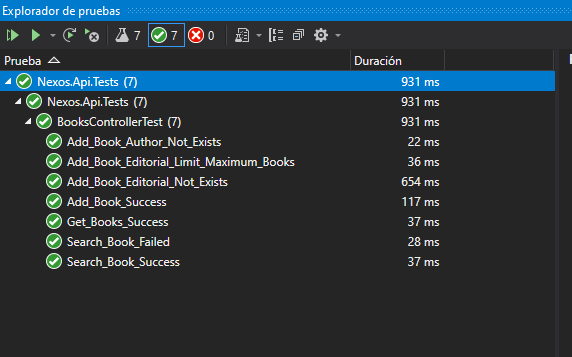 Explorador de pruebas
7 7 0
Prueba Duración
Nexos.Api.Tests (7) 931 ms
Nexos.Api.Tests (7) 931 ms
BooksControllerTest (7) 931 ms
Add_Book_Author_Not_Exists 22 ms
Add_Book_Editorial_Limit_Maximum_Books 36 ms
Add_Book_Editorial_Not_Exists 654 ms
Add_Book_Success 117 ms
Get_Books_Success 37 ms
Search_Book_Failed 28 ms
Search_Book_Success 37 ms